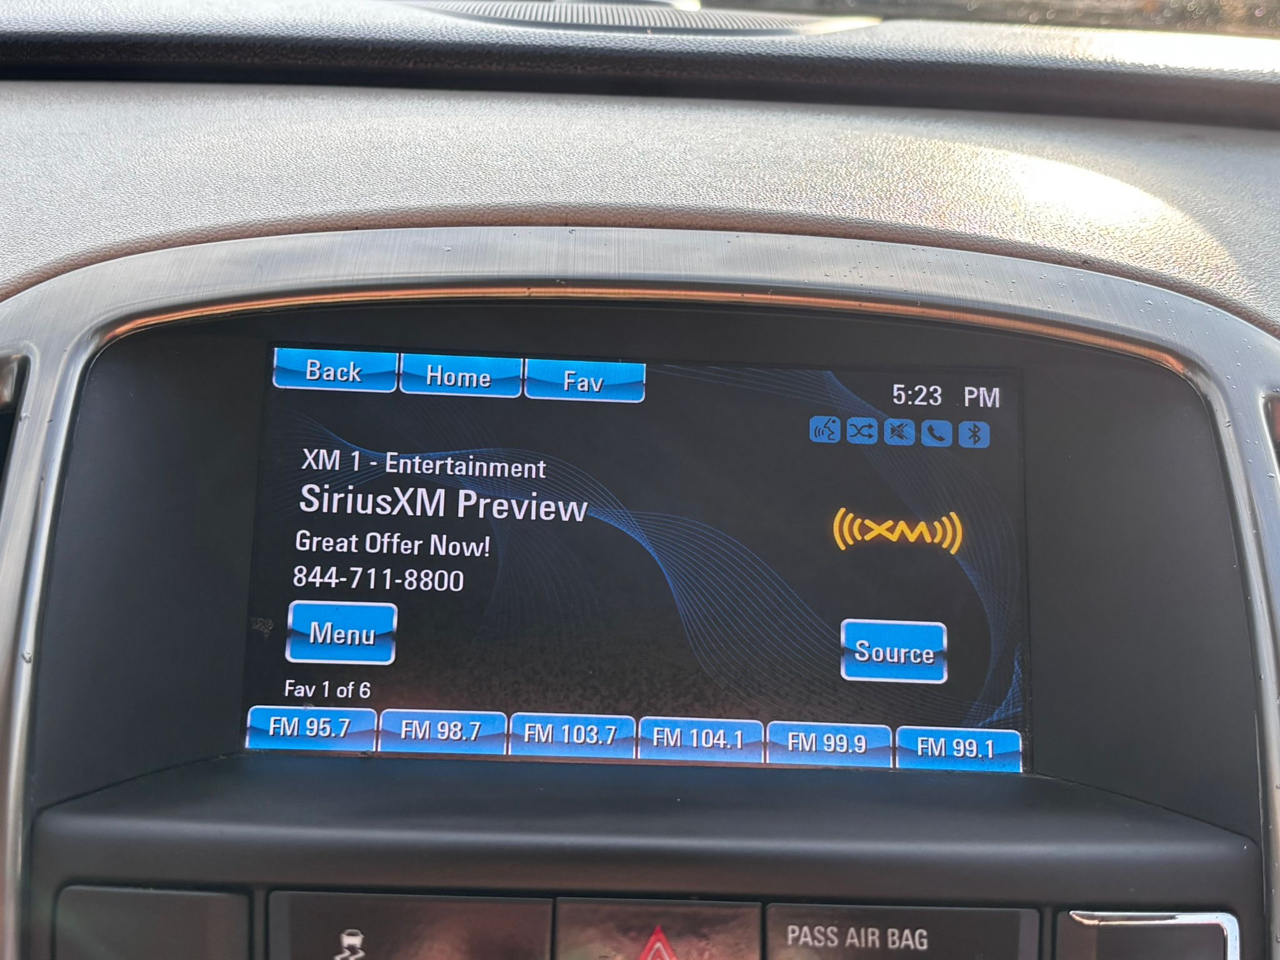 Back Home Fav
5:23 PM
XM 1 - Entertainment
SiriusXM Preview
XM
Great Offer Now!
844-711-8800
Menu
Source
Fav 1 of 6
FM 95.7 FM 98.7 FM 103.7 FM 104.1 FM 99.9 FM 99.1
PASS AIR BAG